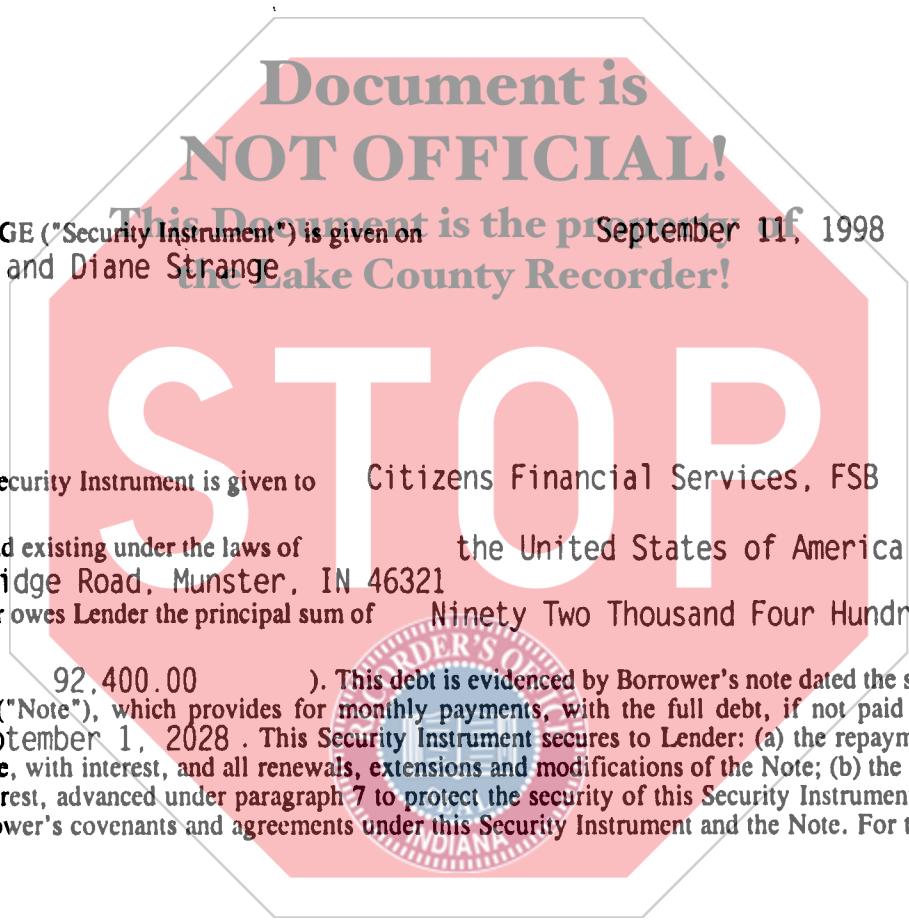 Document is
NOT OFFICIAL!
This Document is the property of
the Lake County Recorder!
GE ("Security Instrument") is given on September 11, 1998
and Diane Strange
STOP
ecurity Instrument is given to Citizens Financial Services, FSB
d existing under the laws of the United States of America
idge Road, Munster, IN 46321
r owes Lender the principal sum of Ninety Two Thousand Four Hundr
92,400.00 ). This debt is evidenced by Borrower's note dated the s
("Note"), which provides for monthly payments, with the full debt, if not paid
tember 1, 2028 . This Security Instrument secures to Lender: (a) the repaym
e, with interest, and all renewals, extensions and modifications of the Note; (b) the
rest, advanced under paragraph 7 to protect the security of this Security Instrumen
wer's covenants and agreements under this Security Instrument and the Note. For t
RECORDER'S OFFICE
SEAL
INDIANA